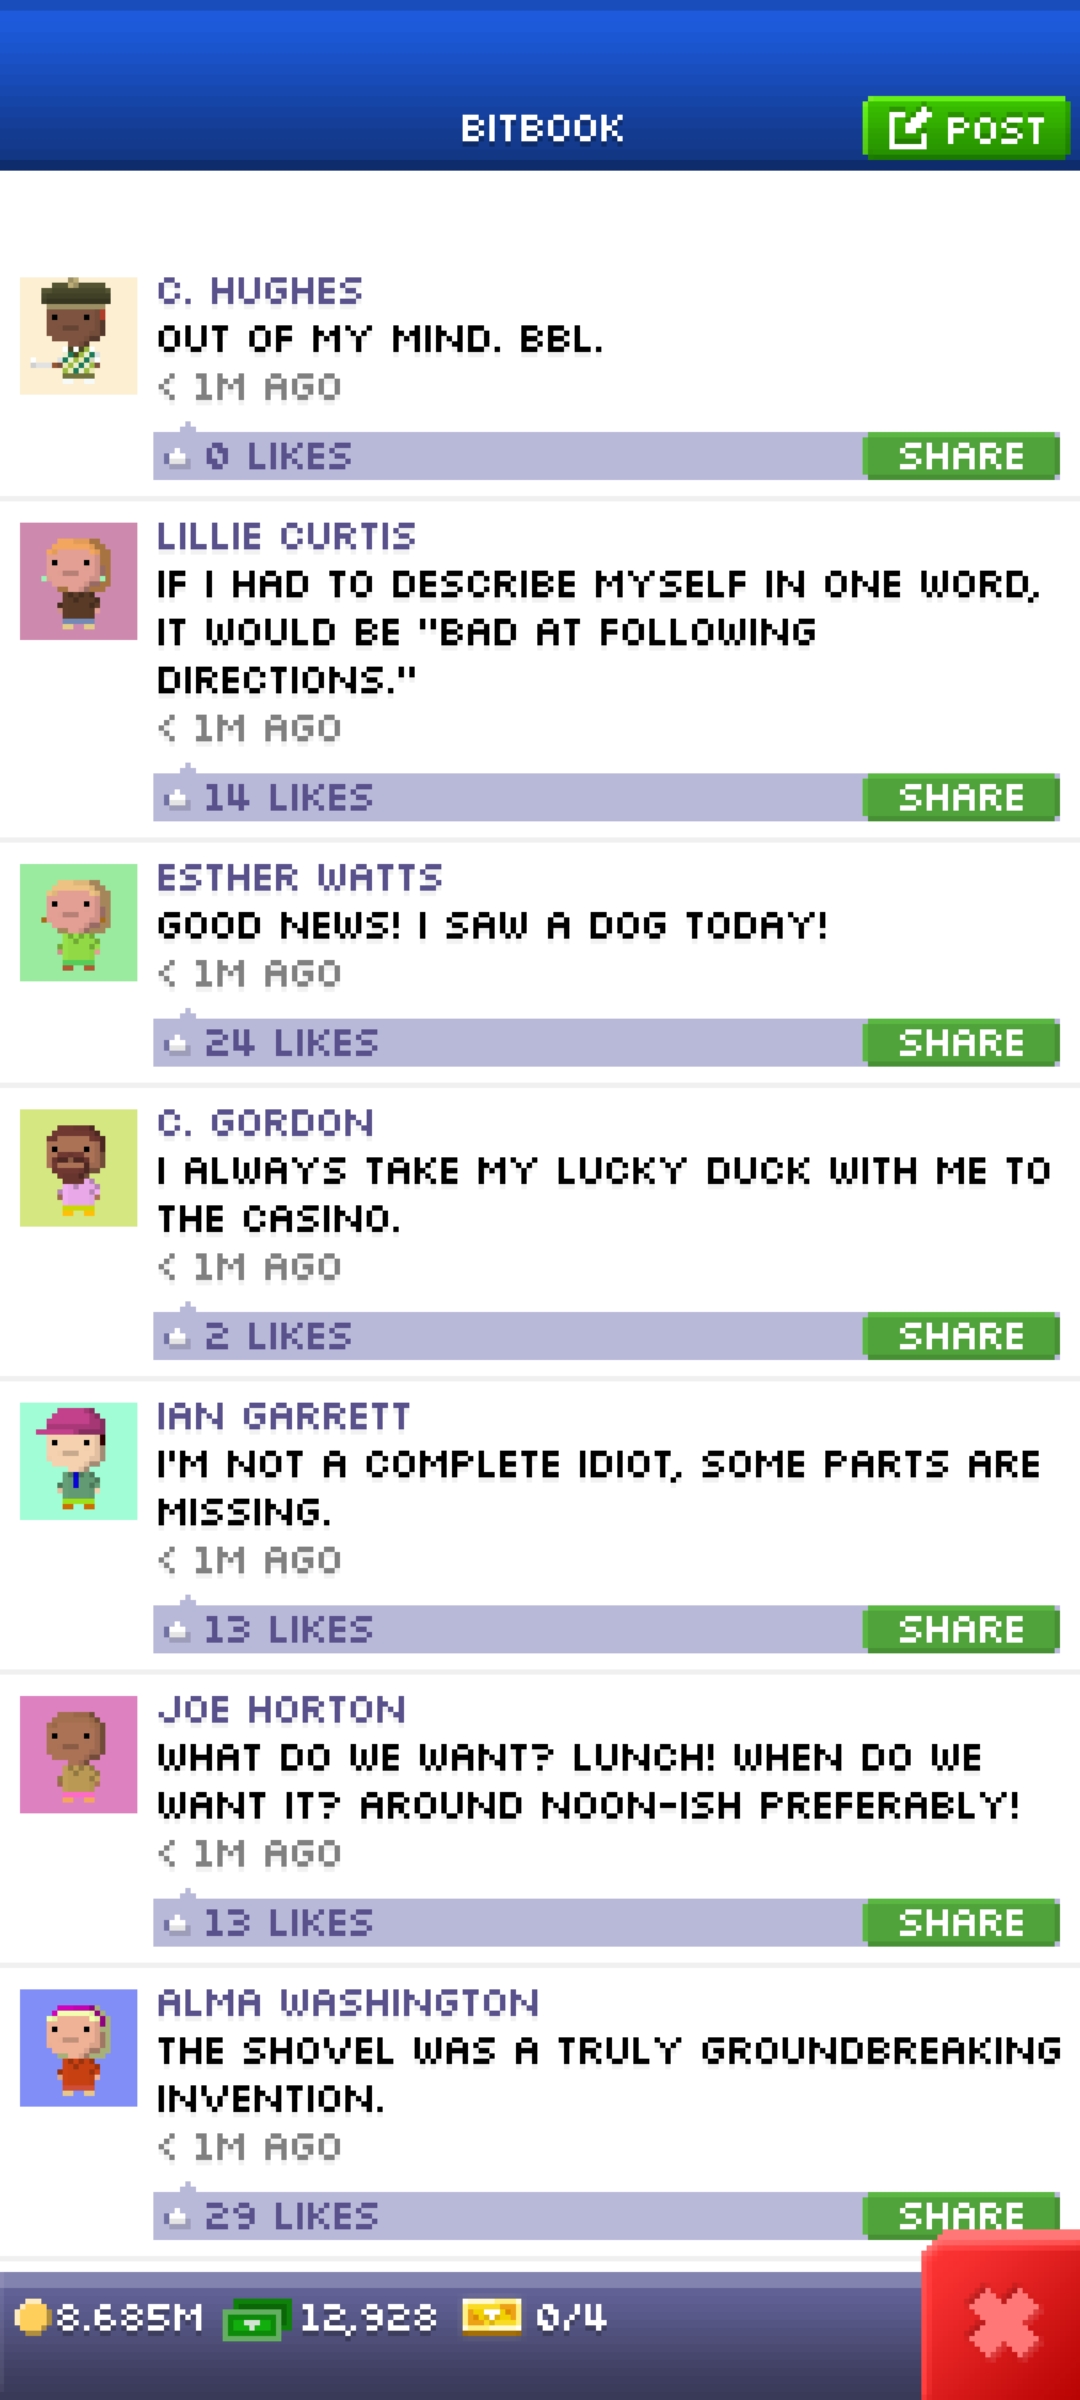 BITBOOK
POST
C. HUGHES
OUT OF MY MIND. BBL.
< 1M AGO
0 LIKES
SHARE
LILLIE CURTIS
IF I HAD TO DESCRIBE MYSELF IN ONE WORD,
IT WOULD BE "BAD AT FOLLOWING
DIRECTIONS."
< 1M AGO
14 LIKES
SHARE
ESTHER WATTS
GOOD NEWS! I SAW A DOG TODAY!
< 1M AGO
24 LIKES
SHARE
C. GORDON
I ALWAYS TAKE MY LUCKY DUCK WITH ME TO
THE CASINO.
< 1M AGO
2 LIKES
SHARE
IAN GARRETT
I'M NOT A COMPLETE IDIOT, SOME PARTS ARE
MISSING.
< 1M AGO
13 LIKES
SHARE
JOE HORTON
WHAT DO WE WANT? LUNCH! WHEN DO WE
WANT IT? AROUND NOON-ISH PREFERABLY!
< 1M AGO
13 LIKES
SHARE
ALMA WASHINGTON
THE SHOVEL WAS A TRULY GROUNDBREAKING
INVENTION.
< 1M AGO
29 LIKES
SHARE
8.685M 12,928 0/4